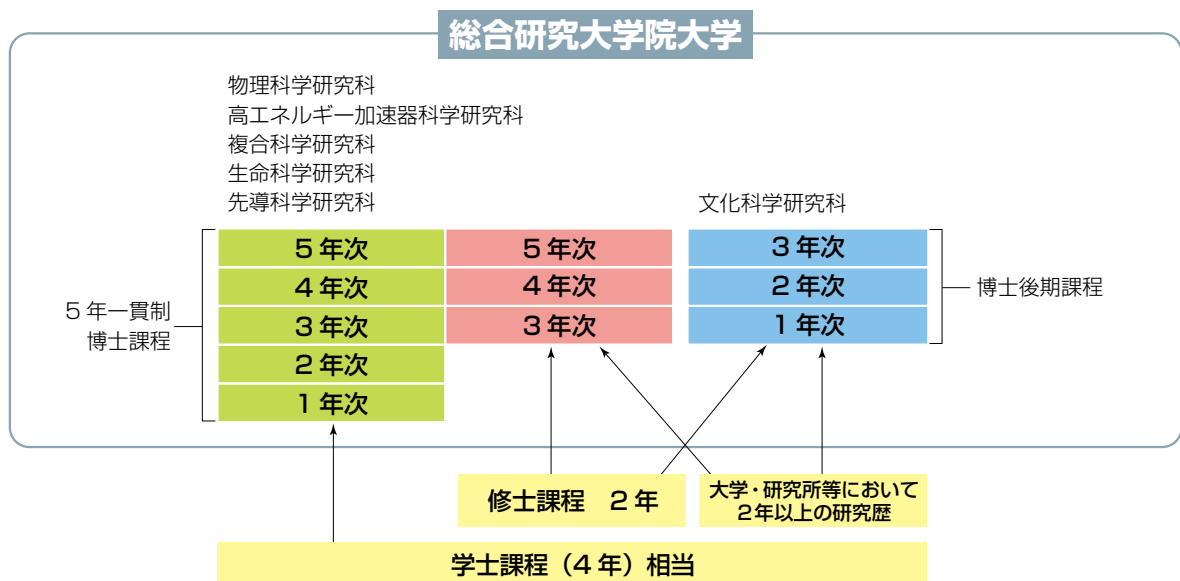 総合研究大学院大学
物理科学研究科
高エネルギー加速器科学研究科
複合科学研究科
生命科学研究科
先導科学研究科
文化科学研究科
5年一貫制
博士課程
5年次
4年次
3年次
2年次
1年次
5年次
4年次
3年次
3年次
2年次
1年次
博士後期課程
修士課程 2年
大学・研究所等において
2年以上の研究歴
学士課程（4年）相当